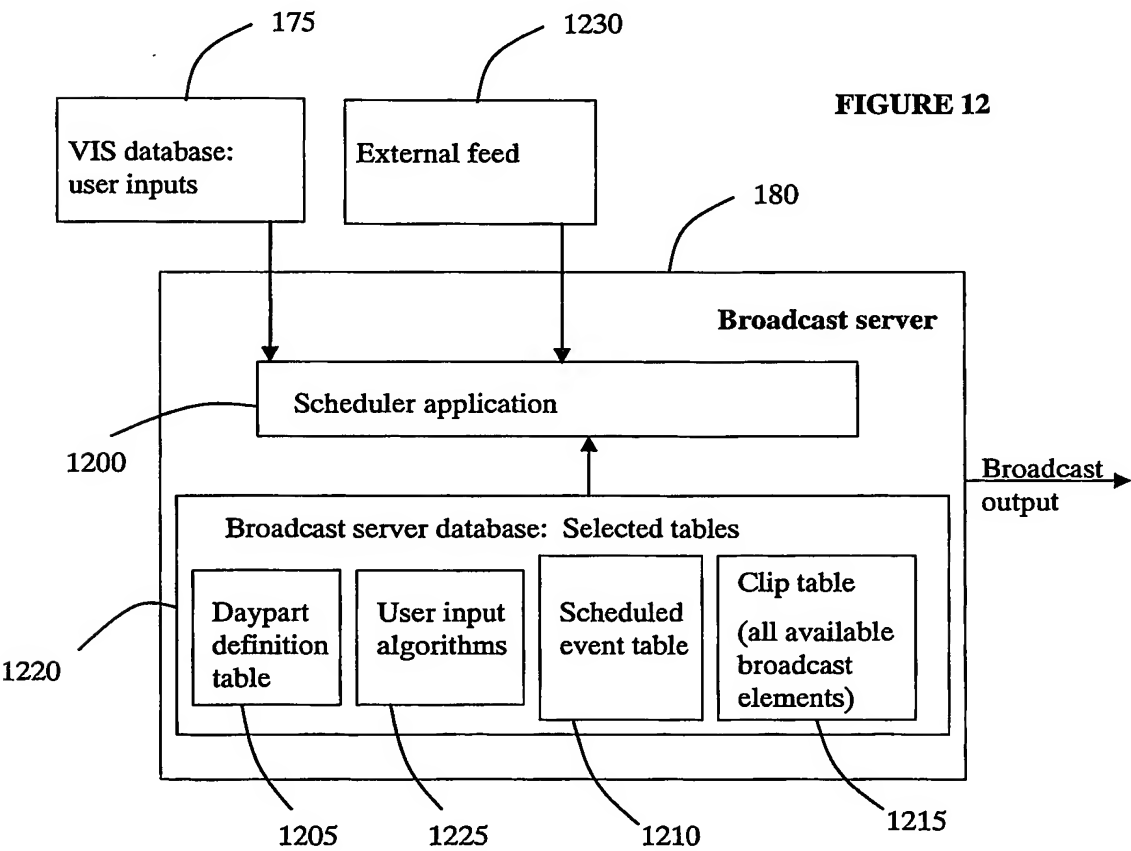 175
1230
FIGURE 12
VIS database:
user inputs
External feed
180
Broadcast server
Scheduler application
1200
Broadcast
output
Broadcast server database: Selected tables
Daypart
definition
table
User input
algorithms
Scheduled
event table
Clip table
(all available
broadcast
elements)
1220
1205
1225
1210
1215